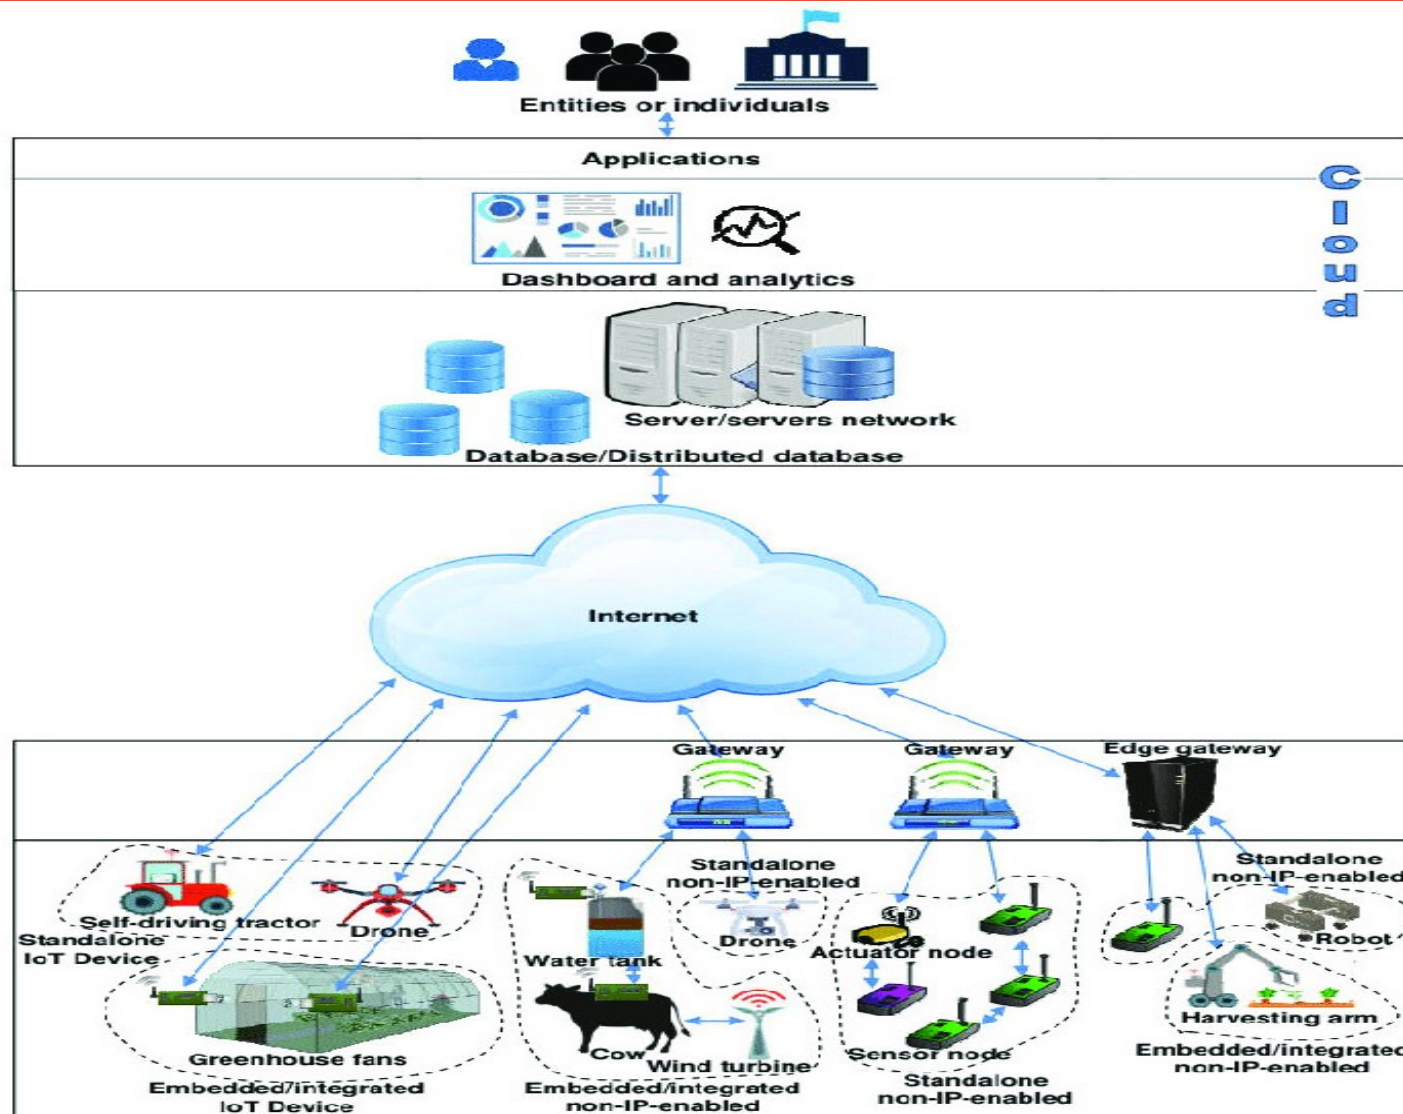 Entities or individuals
Applications
Cloud
Dashboard and analytics
Server/servers network
Database/Distributed database
Internet
Gateway
Gateway
Edge gateway
Standalone
non-IP-enabled
Standalone
non-IP-enabled
Self-driving tractor
Drone
Standalone
IoT Device
Water tank
Drone
Actuator node
Robot
Greenhouse fans
Cow
Wind turbine
Sensor node
Harvesting arm
Embedded/integrated
IoT Device
Embedded/integrated
non-IP-enabled
Standalone
non-IP-enabled
Embedded/integrated
non-IP-enabled